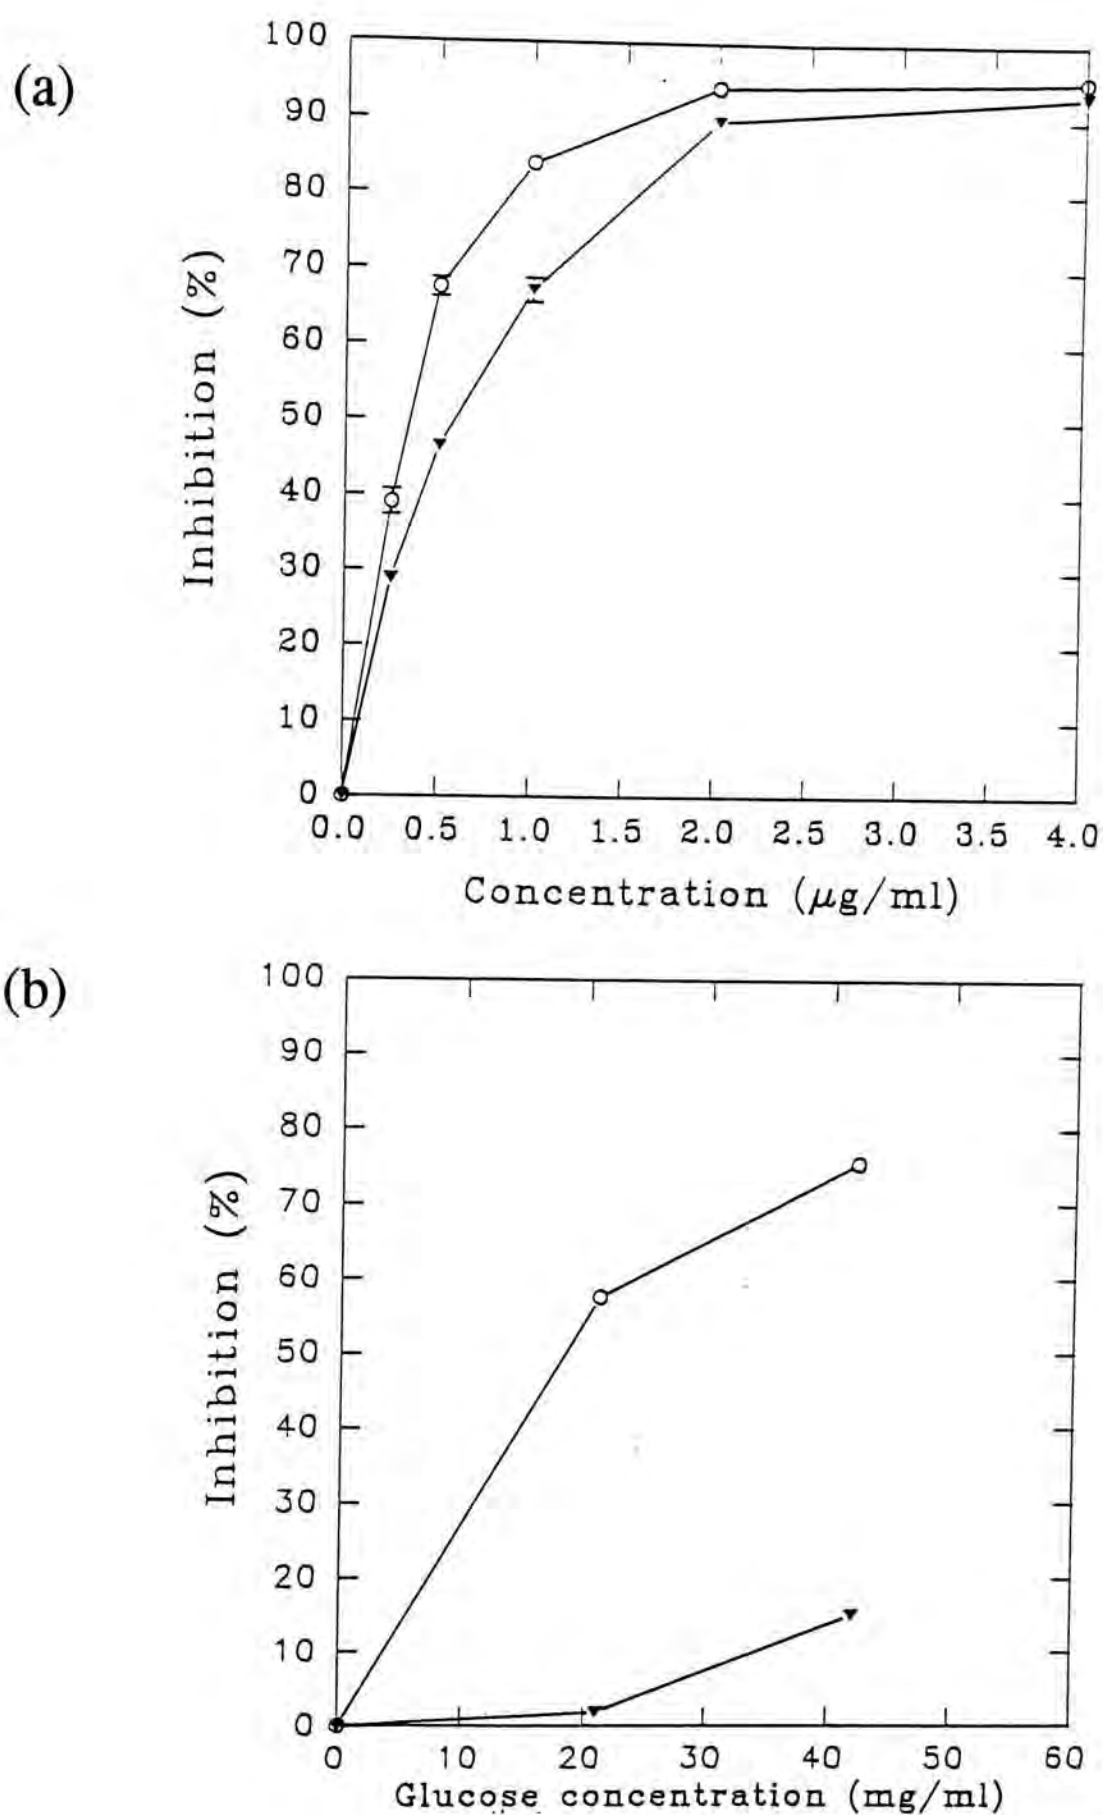 (a)
100
90
80
70
60
50
40
30
20
10
0
Inhibition (%)
0.0 0.5 1.0 1.5 2.0 2.5 3.0 3.5 4.0
Concentration (μg/ml)
(b)
100
90
80
70
60
50
40
30
20
10
0
Inhibition (%)
0 10 20 30 40 50 60
Glucose concentration (mg/ml)